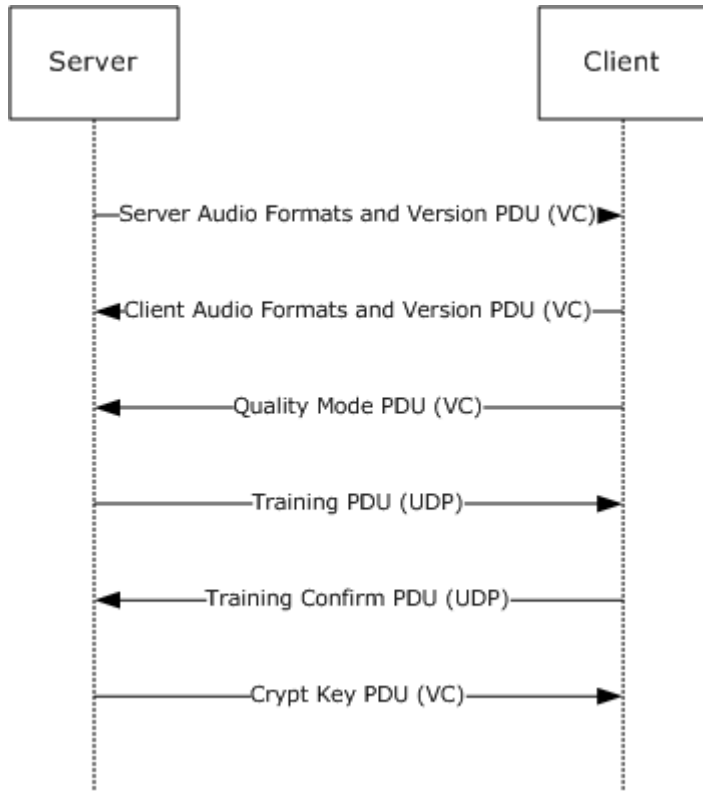 Server
Client
Server Audio Formats and Version PDU (VC)
Client Audio Formats and Version PDU (VC)
Quality Mode PDU (VC)
Training PDU (UDP)
Training Confirm PDU (UDP)
Crypt Key PDU (VC)